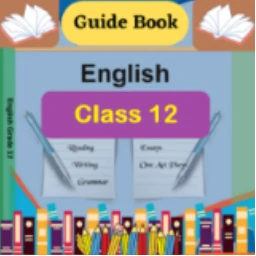 Guide Book
English
Class 12
Reading
Writing
Grammar
Essays
One Act Plays
English Grade 12